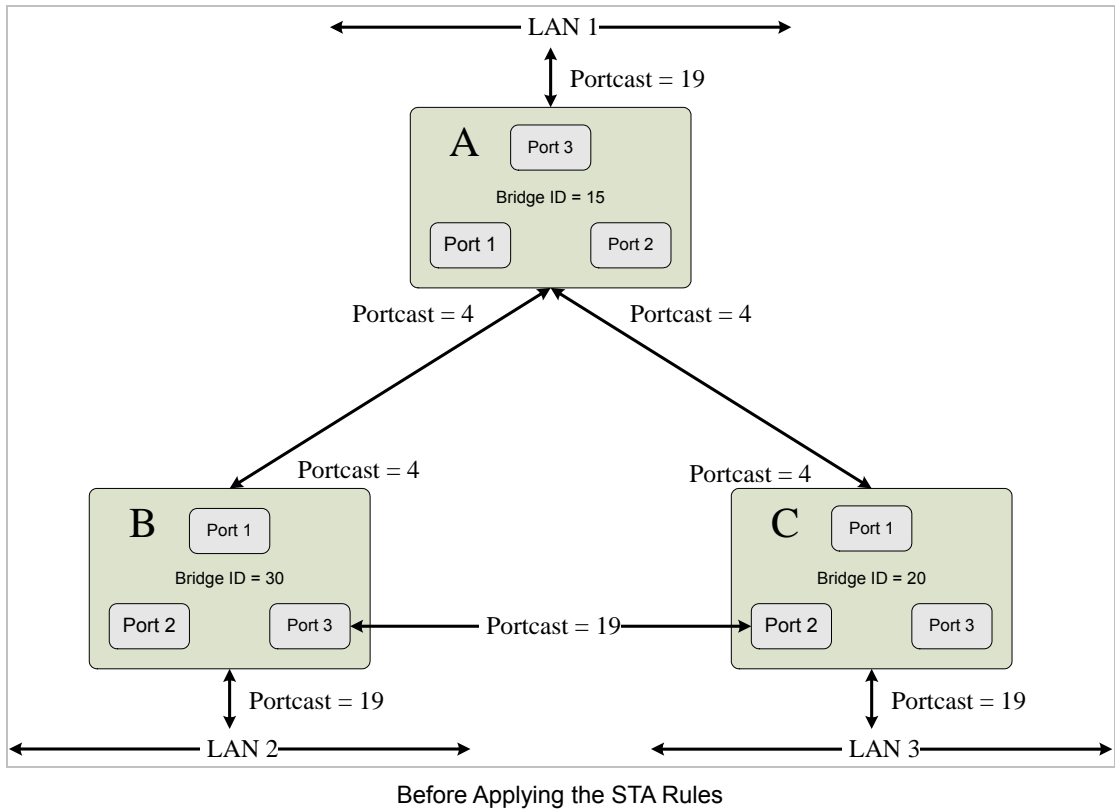 LAN 1
Portcast = 19
A
Port 3
Bridge ID = 15
Port 1
Port 2
Portcast = 4
Portcast = 4
Portcast = 4
Portcast = 4
B
Port 1
Bridge ID = 30
Port 2
Port 3
C
Port 1
Bridge ID = 20
Port 2
Port 3
Portcast = 19
Portcast = 19
Portcast = 19
LAN 2
LAN 3
Before Applying the STA Rules